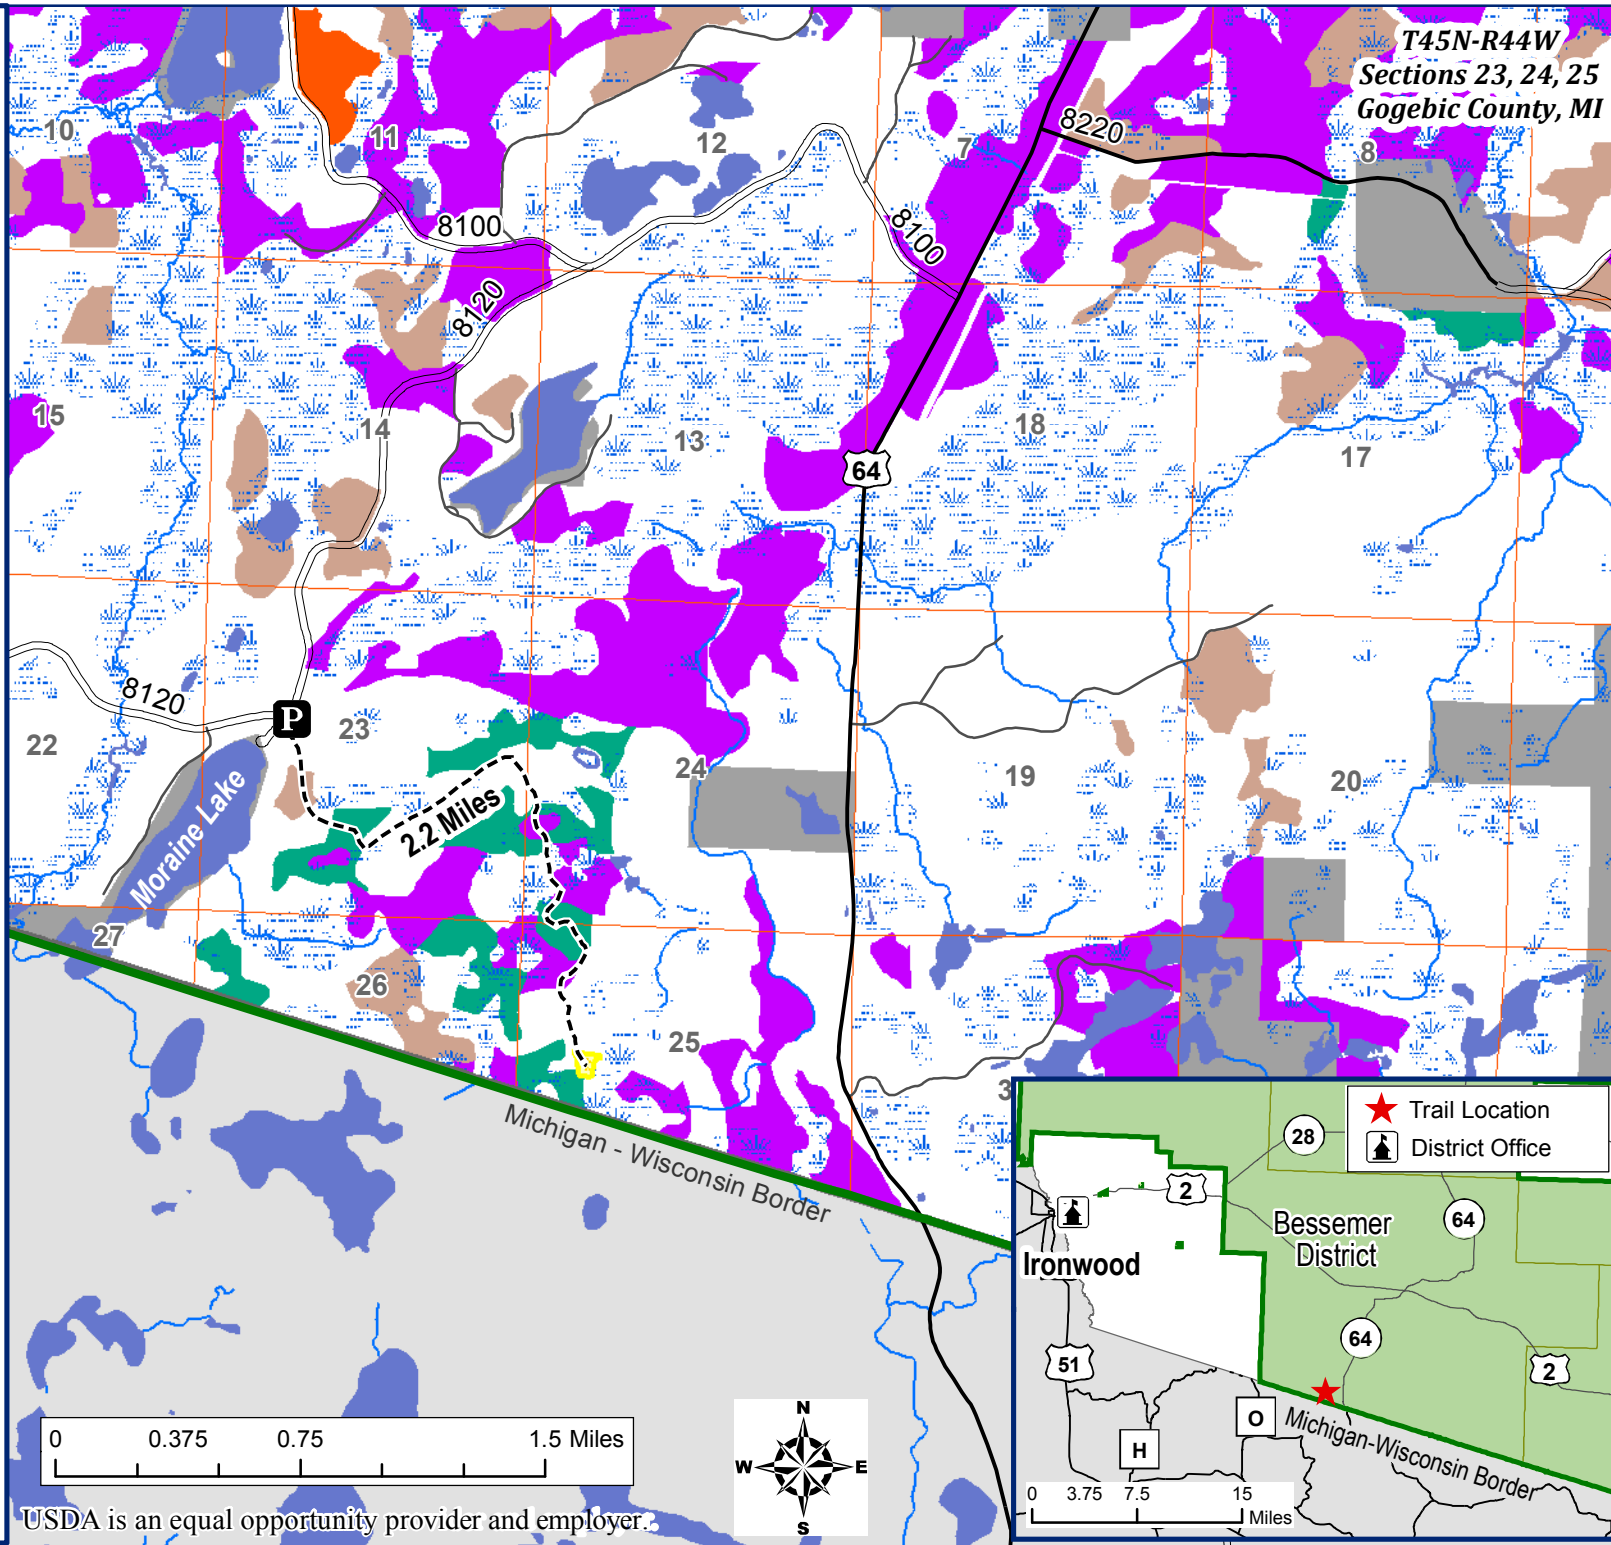 T45N-R44W
Sections 23, 24, 25
Gogebic County, MI
10
11
12
7
8220
8
8100
8100
8120
15
14
13
18
17
64
8120
P
22
23
24
19
20
2.2 Miles
Moraine Lake
27
26
25
3
Michigan - Wisconsin Border
Trail Location
District Office
28
2
64
Bessemer
District
Ironwood
64
51
2
O
H
Michigan-Wisconsin Border
0 3.75 7.5 15
Miles
0 0.375 0.75 1.5 Miles
N
W E
S
USDA is an equal opportunity provider and employer.